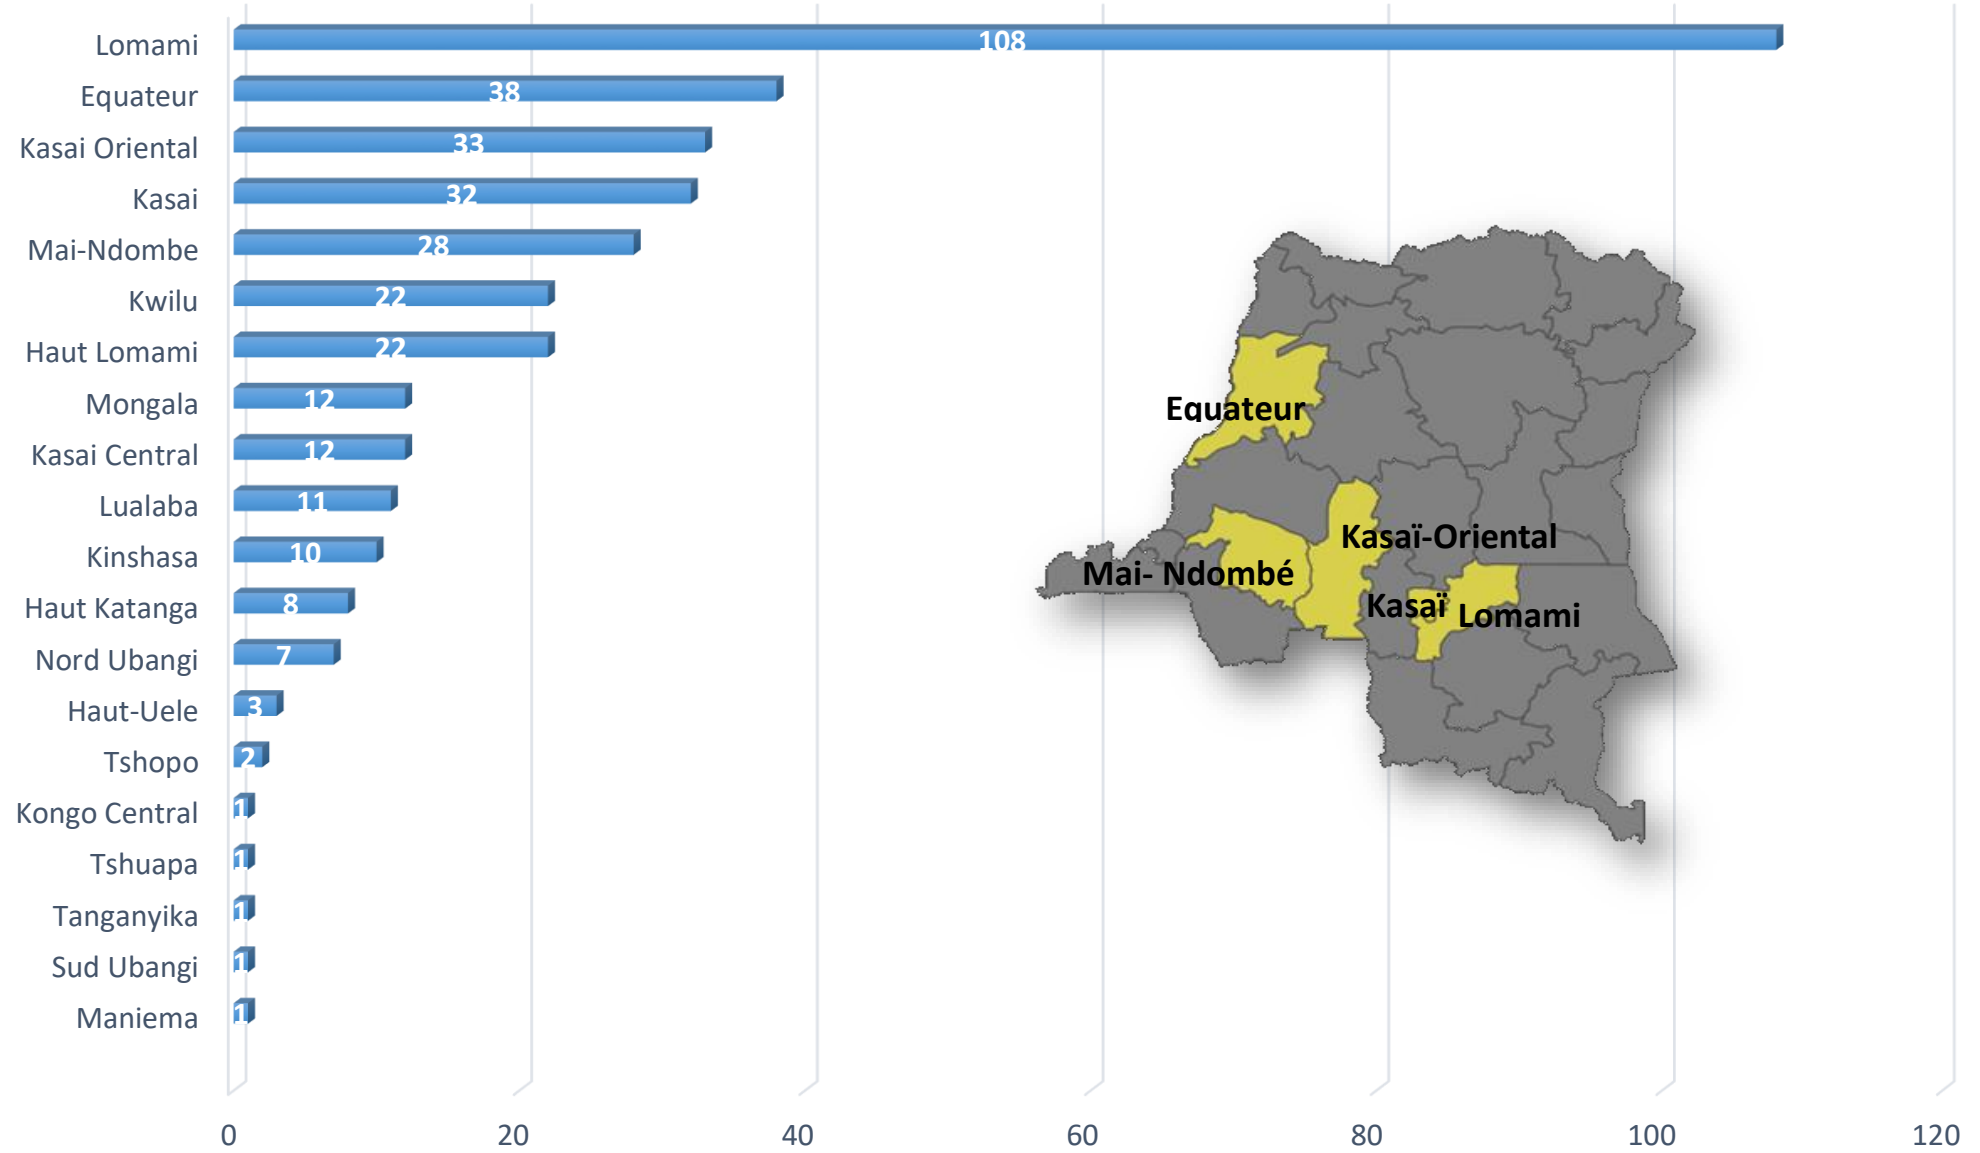 Lomami 108
Equateur 38
Kasai Oriental 33
Kasai 32
Mai-Ndombe 28
Kwilu 22
Haut Lomami 22
Mongala 12
Kasai Central 12
Lualaba 11
Kinshasa 10
Haut Katanga 8
Nord Ubangi 7
Haut-Uele 3
Tshopo 2
Kongo Central 1
Tshuapa 1
Tanganyika 1
Sud Ubangi 1
Maniema 1
0 20 40 60 80 100 120
Equateur
Kasaï-Oriental
Mai- Ndombé
Kasaï
Lomami